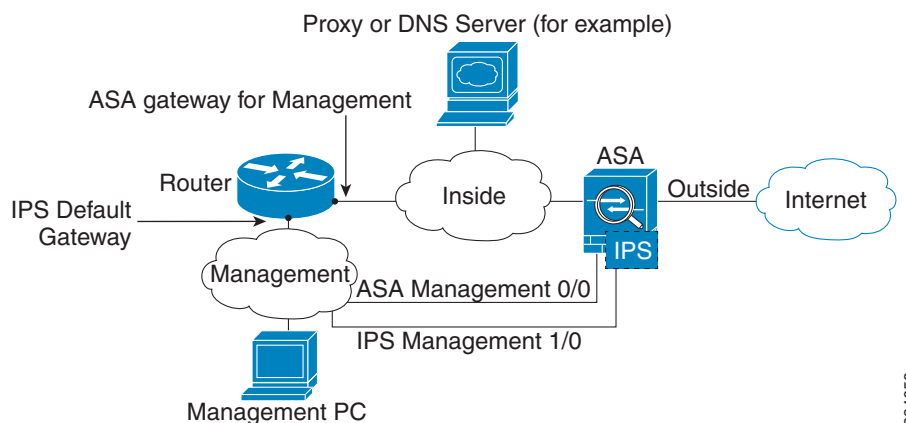 Proxy or DNS Server (for example)
ASA gateway for Management
ASA
Router
Inside
Outside
Internet
IPS Default
Gateway
IPS
Management
ASA Management 0/0
IPS Management 1/0
Management PC